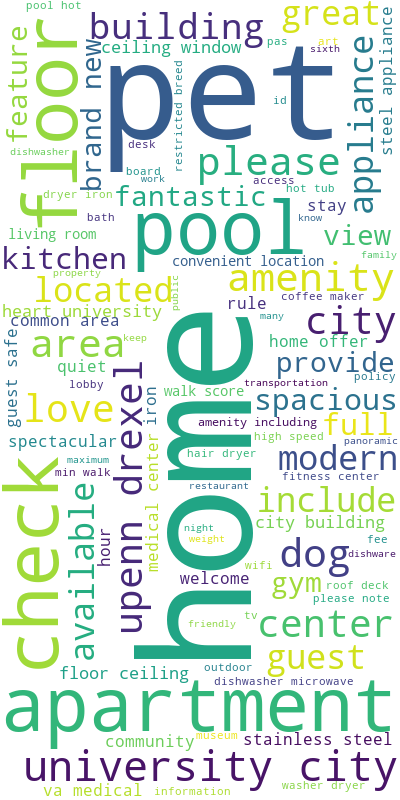 pool hot
building
great
pas
art
sixth
ceiling window
feature
floor
brand new
pet
restricted breed
id
appliance
steel appliance
dishwasher
desk
board
work
please
access
dryer iron
fantastic
hot tub
stay
bath
know
living room
pool
view
kitchen
convenient location
family
property
located
public
amenity
coffee maker
heart university
rule
many
city
common area
keep
area
home offer
guest safe
quiet
lobby
walk score
transportation
provide
policy
upenn drexel
iron
home
love
spacious
amenity including
full
spectacular
medical center
high speed
panoramic
maximum
hair dryer
min walk
fitness center
modern
check
available
hour
restaurant
include
city building
night
weight
fee
dog
dishware
wifi
welcome
gym
roof deck
please note
friendly
tv
center
guest
floor ceiling
outdoor
dishwasher microwave
apartment
community
museum
stainless steel
university city
va medical
information
washer dryer